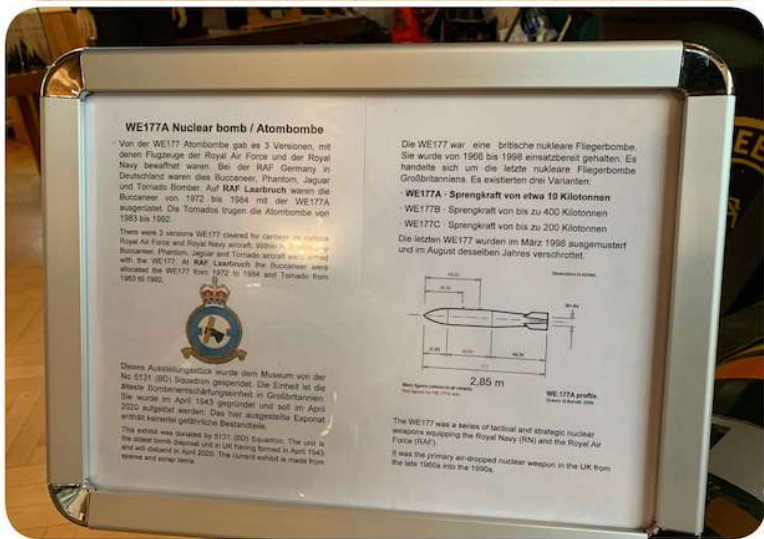 WE177A Nuclear bomb / Atombombe
Von der WE177 Atombombe gab es 3 Versionen, mit
denen Flugzeuge der Royal Air Force und der Royal
Navy bewaffnet waren. Bei der RAF Germany in
Deutschland waren dies Buccaneer, Phantom, Jaguar
und Tornado Bomber. Auf RAF Laarbruch waren die
Buccaneer von 1972 bis 1984 mit der WE177A
ausgerüstet. Die Tornados trugen die Atombombe von
1983 bis 1992.
There were 3 versions WE177 cleared for carriage on various
Royal Air Force and Royal Navy aircraft. Within
Buccaneer, Phantom, Jaguar and Tornado aircraft were armed
with the WE177. At RAF Laarbruch the Buccaneer were
allocated the WE177 from 1972 to 1984 and Tornado from
1983 to 1992.
Dieses Ausstellungsstück wurde dem Museum von der
No 5131 (BD) Squadron gespendet. Die Einheit ist die
älteste Bombenentschärfungseinheit in Großbritannien.
Sie wurde im April 1943 gegründet und soll im April
2020 aufgelöst werden. Das hier ausgestellte Exponat
enthält keinerlei gefährliche Bestandteile.
This exhibit was donated by 5131 (BD) Squadron. The unit is
the oldest bomb disposal unit in UK having formed in April 1943
and will disband in April 2020. The current exhibit is made from
spares and scrap items.
Die WE177 war eine britische nukleare Fliegerbombe.
Sie wurde von 1966 bis 1998 einsatzbereit gehalten. Es
handelte sich um die letzte nukleare Fliegerbombe
Großbritanniens. Es existierten drei Varianten:
· WE177A · Sprengkraft von etwa 10 Kilotonnen
· WE177B · Sprengkraft von bis zu 400 Kilotonnen
· WE177C · Sprengkraft von bis zu 200 Kilotonnen
Die letzten WE177 wurden im März 1998 ausgemustert
und im August desselben Jahres verschrottet.
2,85 m
WE 177A profile.
The WE177 was a series of tactical and strategic nuclear
weapons equipping the Royal Navy (RN) and the Royal Air
Force (RAF).
It was the primary air-dropped nuclear weapon in the UK from
the late 1960s into the 1990s.